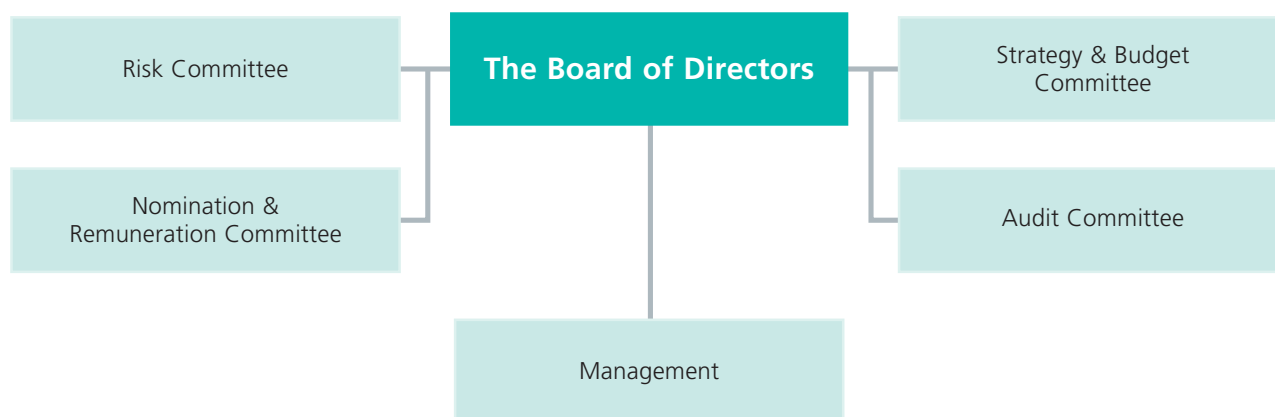 Risk Committee
The Board of Directors
Strategy & Budget
Committee
Nomination &
Remuneration Committee
Audit Committee
Management